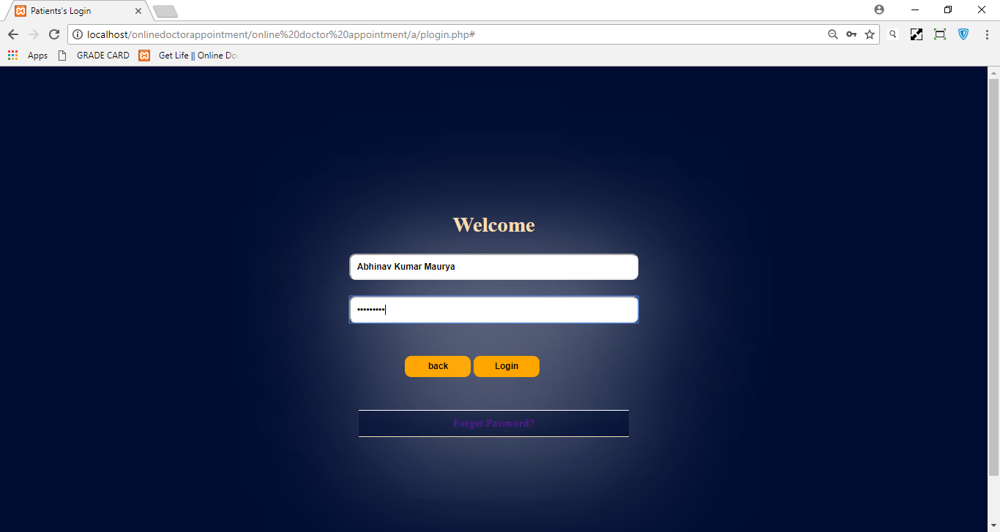 Patients's Login
localhost/onlinedoctorappointment/online%20doctor%20appointment/a/plogin.php#
Apps GRADE CARD Get Life || Online Do
Welcome
Abhinav Kumar Maurya
•••••••••
back Login
Forget Password?